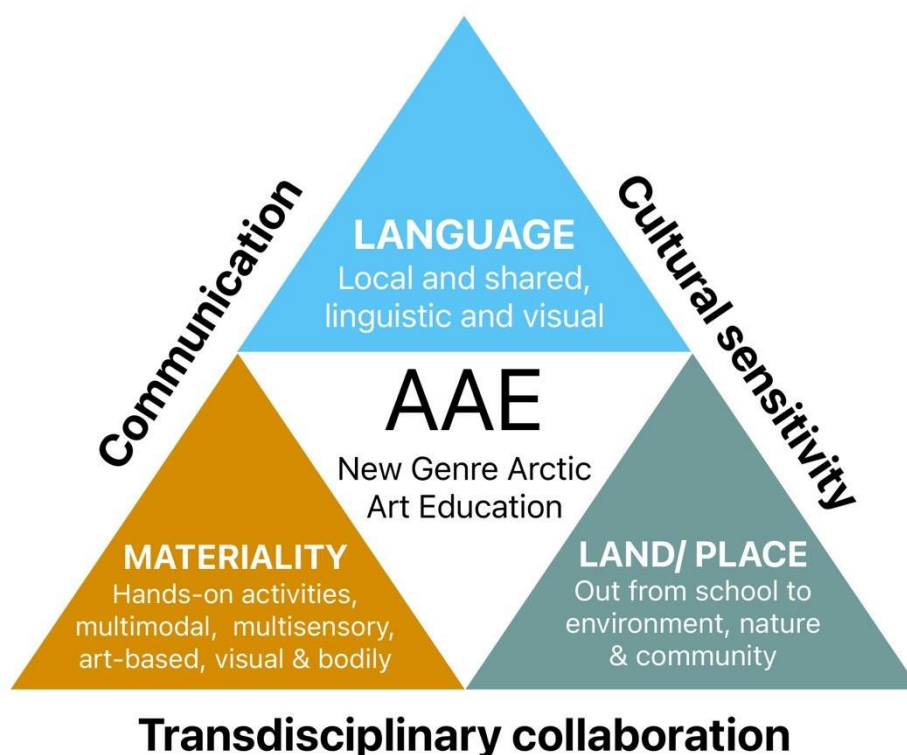 Communication
Cultural sensitivity
LANGUAGE
Local and shared,
linguistic and visual
AAE
New Genre Arctic
Art Education
MATERIALITY
Hands-on activities,
multimodal, multisensory,
art-based, visual & bodily
LAND/ PLACE
Out from school to
environment, nature
& community
Transdisciplinary collaboration